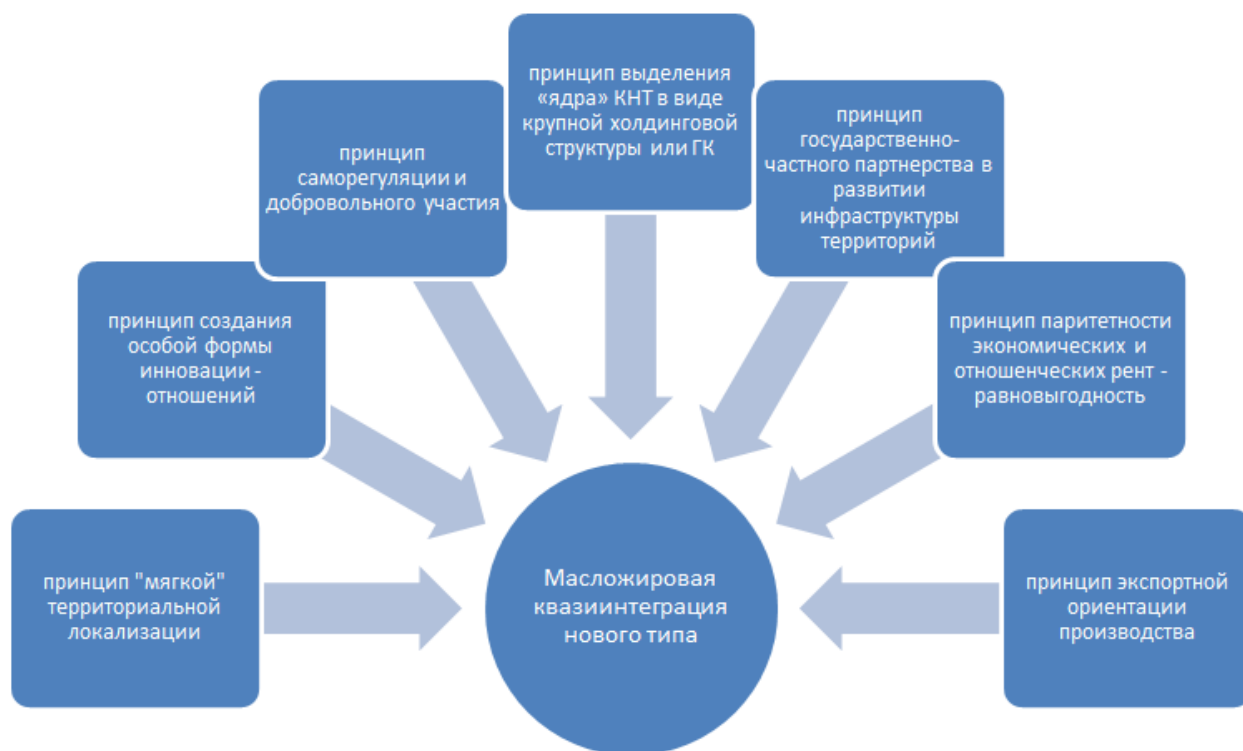 принцип выделения
«ядра» КНТ в виде
крупной холдинговой
структуры или ГК
принцип
саморегуляции и
добровольного участия
принцип
государственно-
частного партнерства в
развитии
инфраструктуры
территорий
принцип создания
особой формы
инновации -
отношений
принцип паритетности
экономических и
отношенческих рент -
равновыгодность
принцип "мягкой"
территориальной
локализации
Масложировая
квазиинтеграция
нового типа
принцип экспортной
ориентации
производства